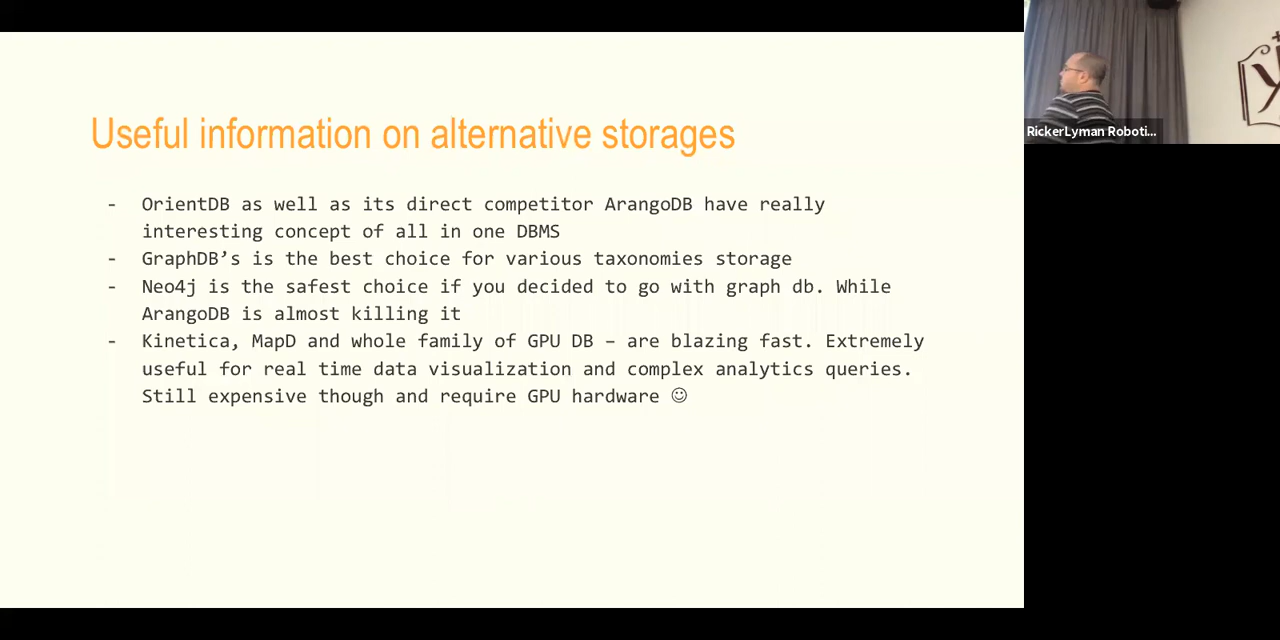 Useful information on alternative storages
- OrientDB as well as its direct competitor ArangoDB have really
interesting concept of all in one DBMS
- GraphDB’s is the best choice for various taxonomies storage
- Neo4j is the safest choice if you decided to go with graph db. While
ArangoDB is almost killing it
- Kinetica, MapD and whole family of GPU DB – are blazing fast. Extremely
useful for real time data visualization and complex analytics queries.
Still expensive though and require GPU hardware ☺
RickerLyman Roboti...